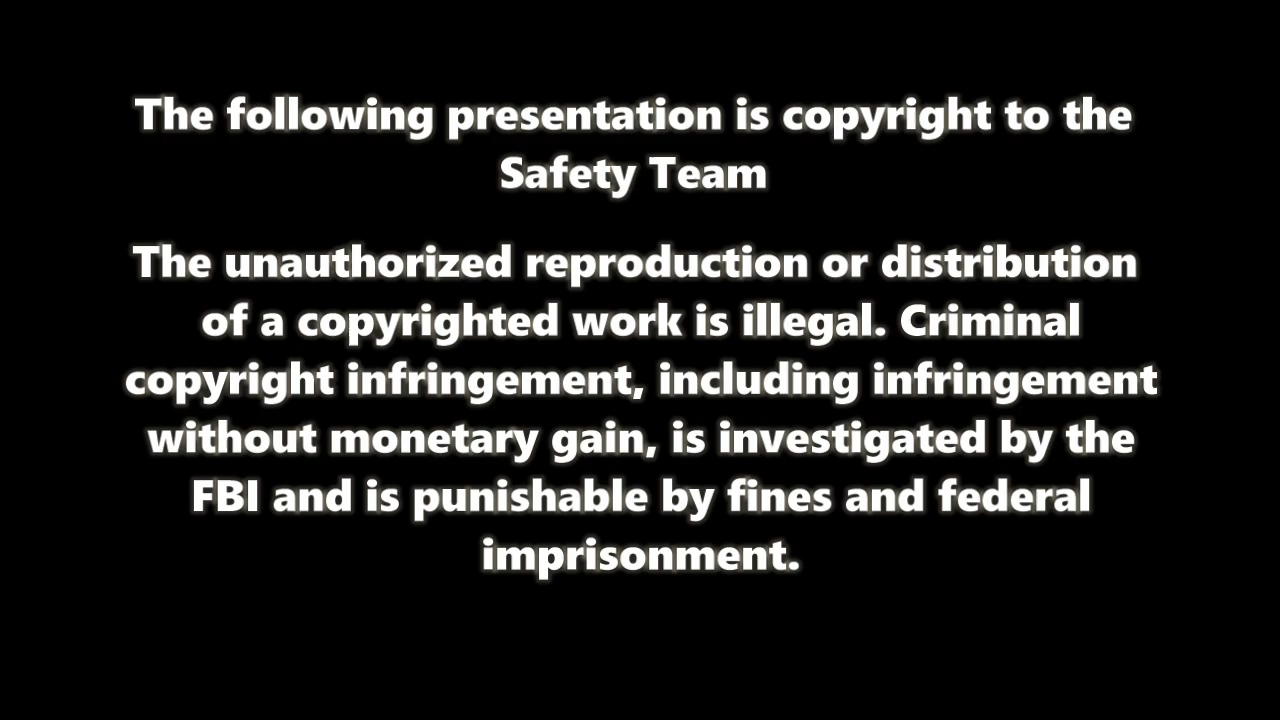 The following presentation is copyright to the
Safety Team
The unauthorized reproduction or distribution
of a copyrighted work is illegal. Criminal
copyright infringement, including infringement
without monetary gain, is investigated by the
FBI and is punishable by fines and federal
imprisonment.